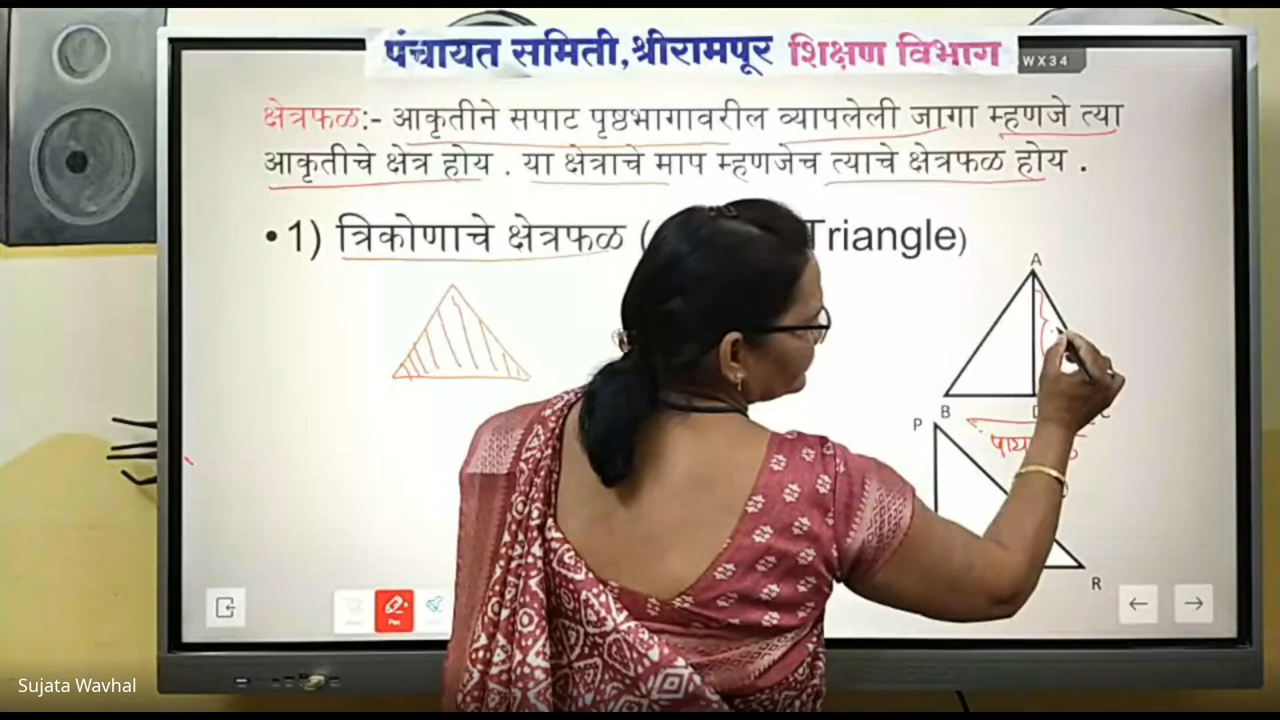 पंचायत समिती,श्रीरामपूर शिक्षण विभाग
WX34
क्षेत्रफळ:- आकृतीने सपाट पृष्ठभागावरील व्यापलेली जागा म्हणजे त्या
आकृतीचे क्षेत्र होय . या क्षेत्राचे माप म्हणजेच त्याचे क्षेत्रफळ होय .
• 1) त्रिकोणाचे क्षेत्रफळ ( Triangle)
A
B D C
P
R
Pen
Sujata Wavhal